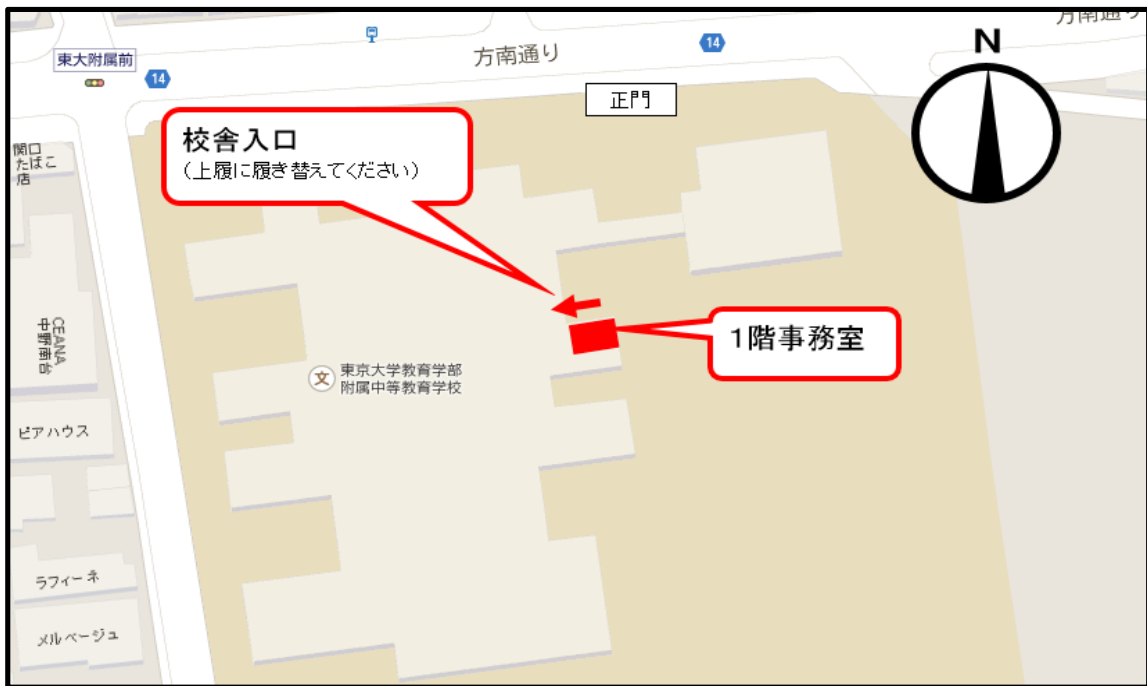 方南通り
N
東大附属前
14
14
方南通り
正門
校舎入口
（上履に履き替えてください）
関口
たばこ
店
CEANA
中野南台
1階事務室
文
東京大学教育学部
附属中等教育学校
ピアハウス
ラフィーネ
メルベージュ